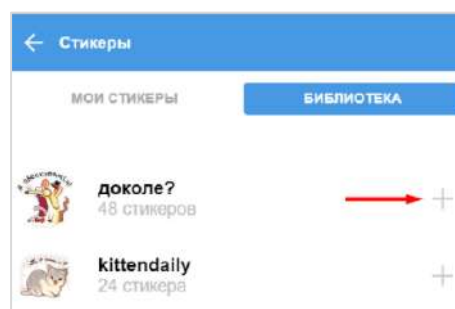 Стикеры
МОИ СТИКЕРЫ
БИБЛИОТЕКА
доколе?
48 стикеров
kittendaily
24 стикера